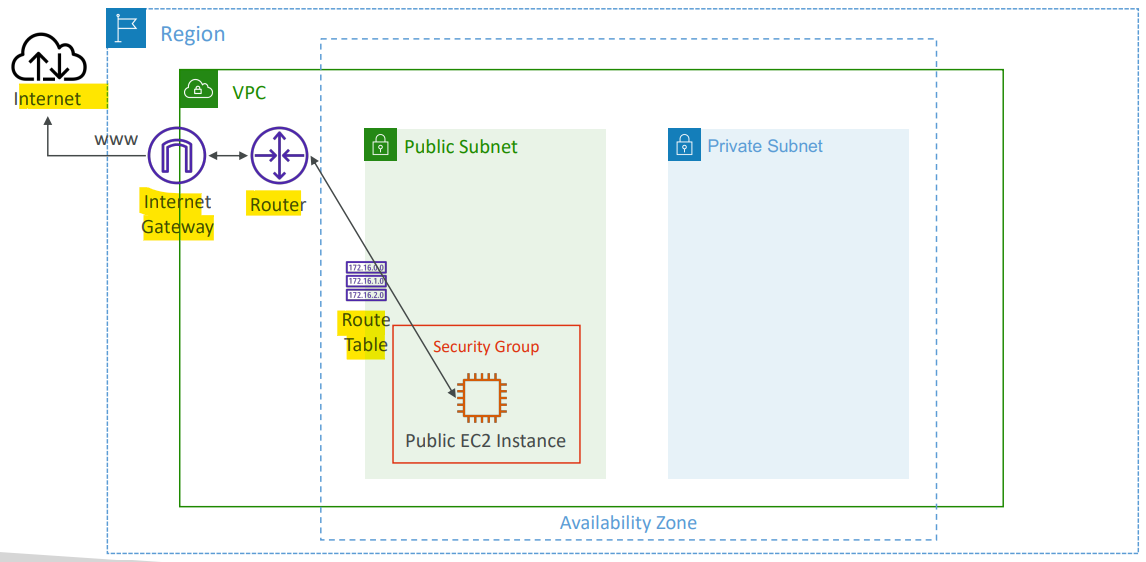 Region
Internet
VPC
www
Public Subnet
Private Subnet
Internet
Gateway
Router
172.16.0.0
172.16.1.0
172.16.2.0
Route
Table
Security Group
Public EC2 Instance
Availability Zone